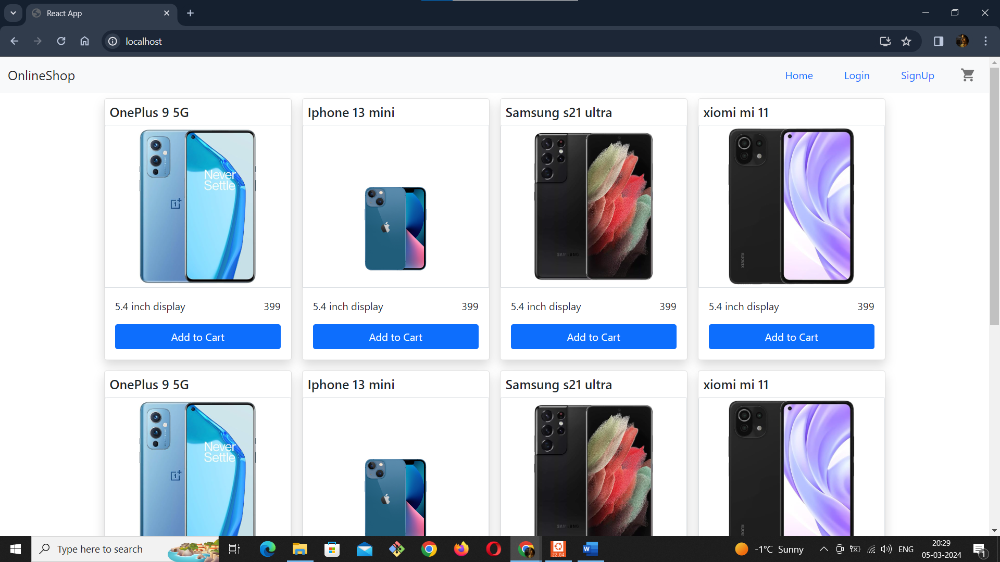 React App
localhost
OnlineShop
Home Login SignUp
OnePlus 9 5G Iphone 13 mini Samsung s21 ultra xiomi mi 11
Never
Settle
SAMSUNG
xiaomi
5.4 inch display 399 5.4 inch display 399 5.4 inch display 399 5.4 inch display 399
Add to Cart Add to Cart Add to Cart Add to Cart
OnePlus 9 5G Iphone 13 mini Samsung s21 ultra xiomi mi 11
Never
Settle
SAMSUNG
Type here to search
22.04
-1°C Sunny
ENG
20:29
05-03-2024
1